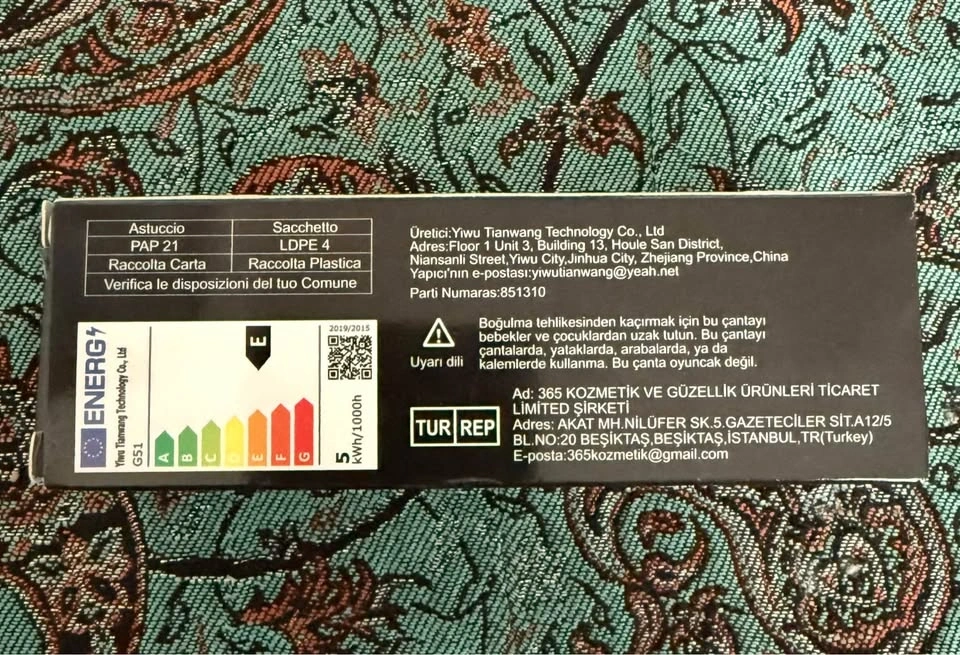 Astuccio Sacchetto
PAP 21 LDPE 4
Raccolta Carta Raccolta Plastica
Verifica le disposizioni del tuo Comune
Üretici:Yiwu Tianwang Technology Co., Ltd
Adres:Floor 1 Unit 3, Building 13, Houle San District,
Niansanli Street,Yiwu City,Jinhua City, Zhejiang Province,China
Yapıcı'nın e-postası:yiwutianwang@yeah.net
Parti Numaras:851310
ENERG
Yiwu Tianwang Technology Co., Ltd
G51
A
B
C
D
E
F
G
E
2019/2015
5
kWh/1000h
Uyarı dili
Boğulma tehlikesinden kaçırmak için bu çantayı
bebekler ve çocuklardan uzak tutun. Bu çantayı
çantalarda, yataklarda, arabalarda, ya da
kalemlerde kullanma. Bu çanta oyuncak değil.
TUR REP
Ad: 365 KOZMETİK VE GÜZELLİK ÜRÜNLERİ TİCARET
LIMITED ŞİRKETİ
Adres: AKAT MH.NİLÜFER SK.5.GAZETECİLER SİT.A12/5
BL.NO:20 BEŞİKTAŞ,BEŞİKTAŞ,İSTANBUL,TR(Turkey)
E-posta:365kozmetik@gmail.com